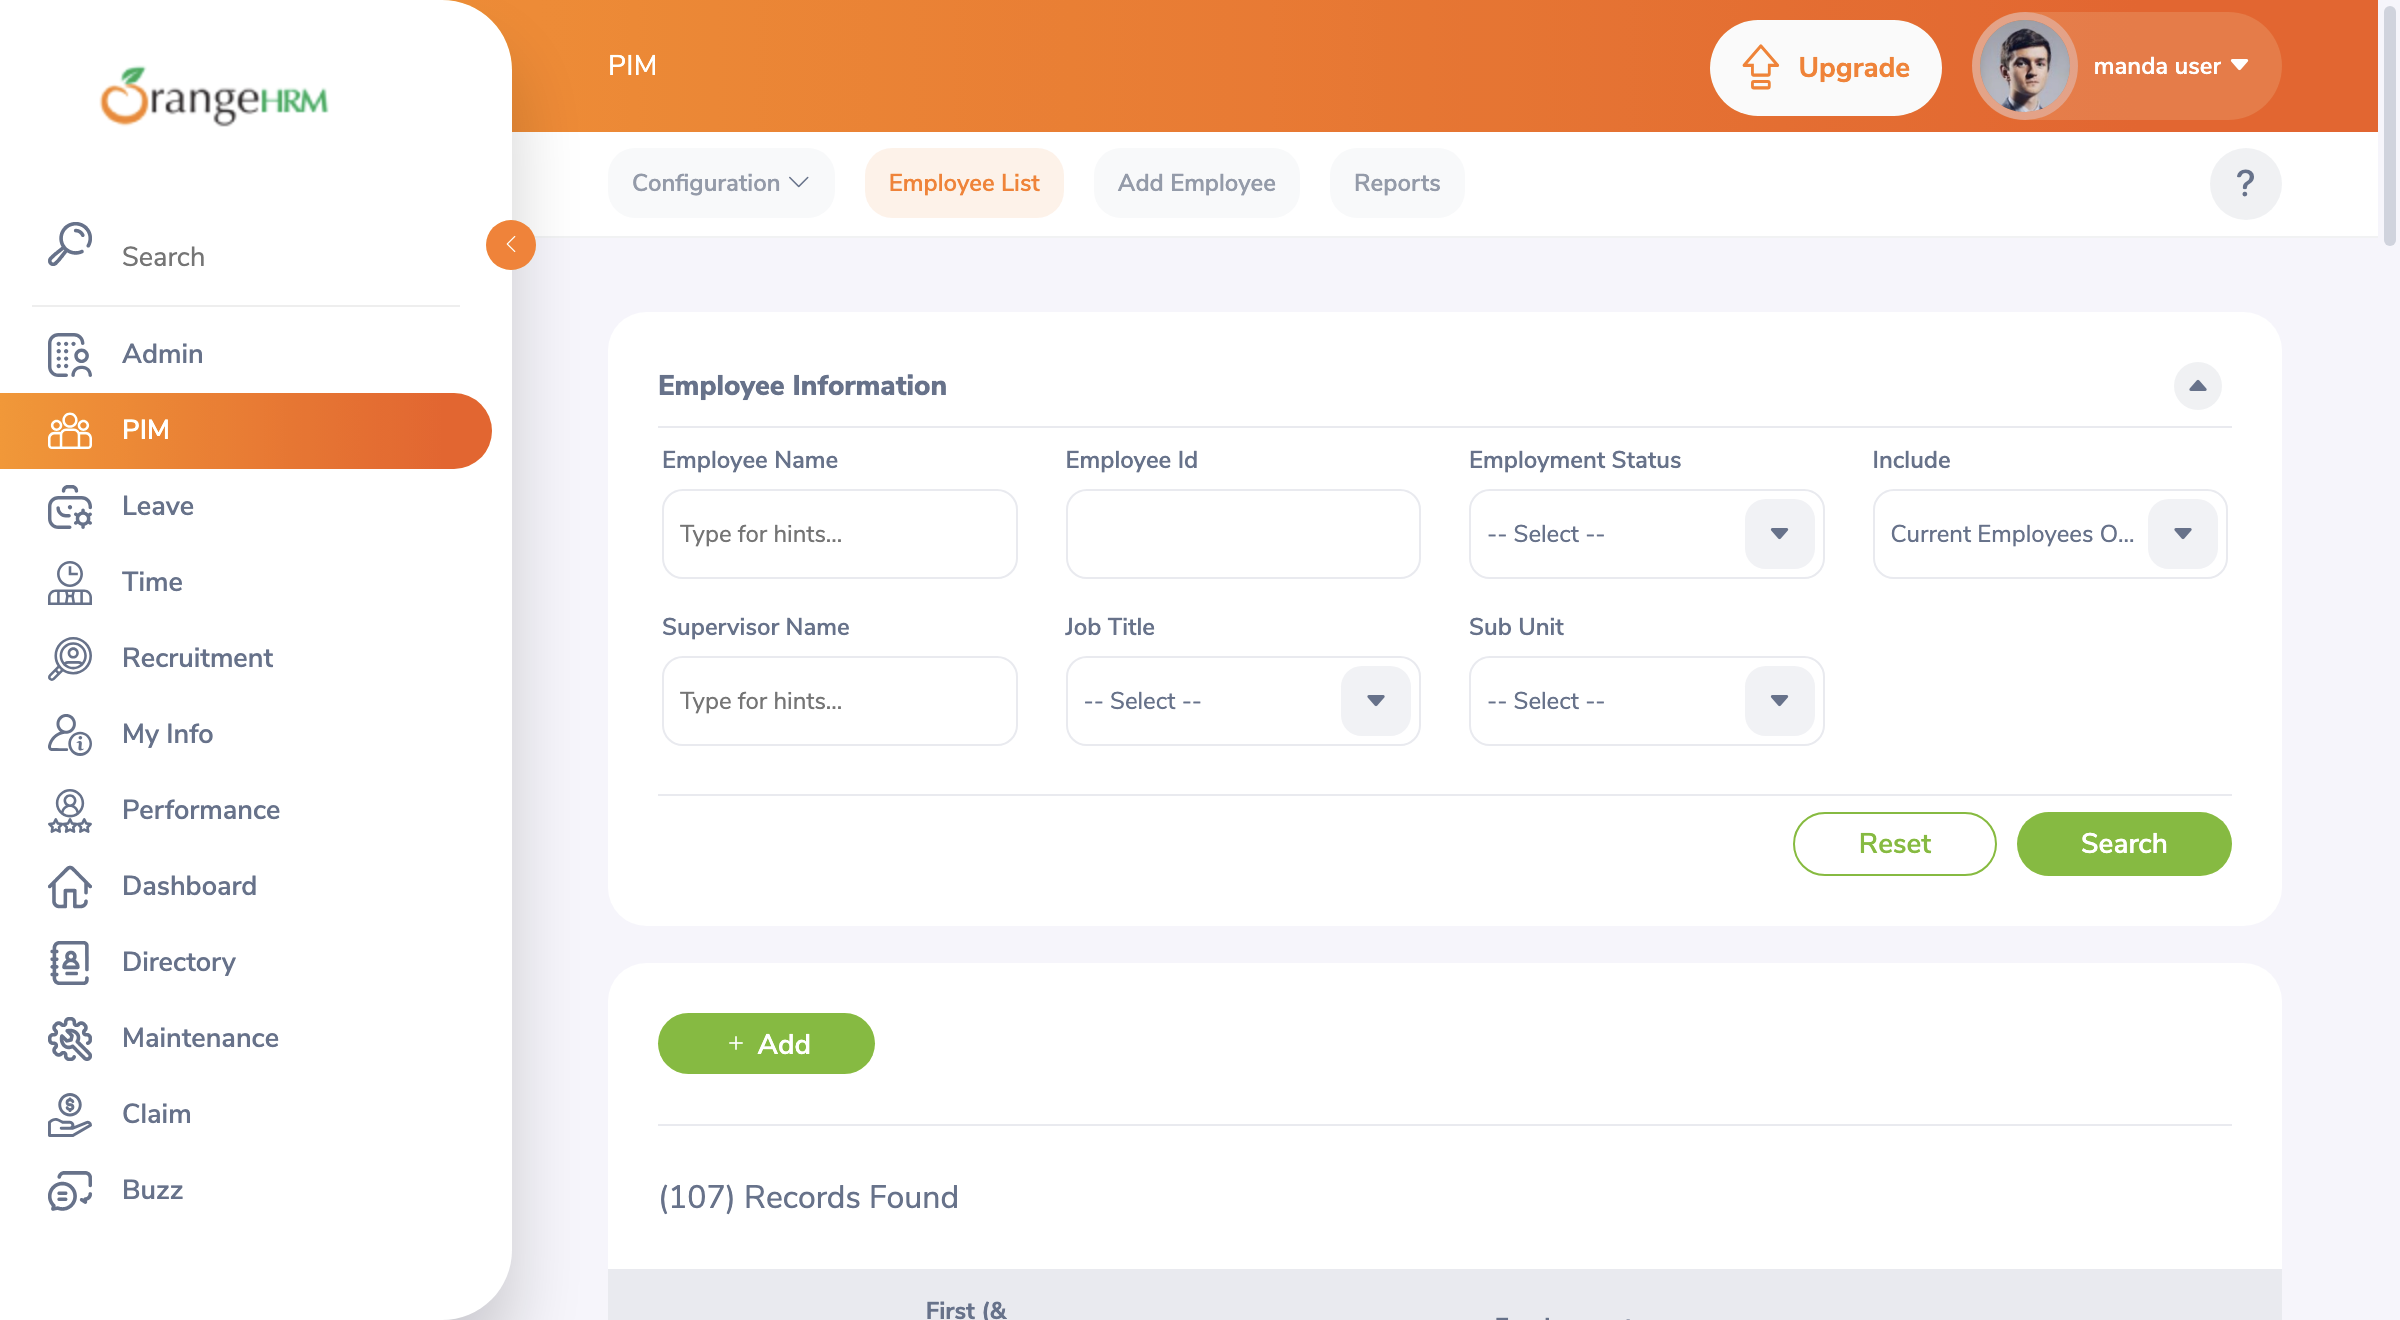 OrangeHRM
PIM
Upgrade
manda user
Configuration
Employee List
Add Employee
Reports
?
Search
Admin
PIM
Leave
Time
Recruitment
My Info
Performance
Dashboard
Directory
Maintenance
Claim
Buzz
Employee Information
Employee Name
Employee Id
Employment Status
Include
Type for hints...
-- Select --
Current Employees O...
Supervisor Name
Job Title
Sub Unit
Type for hints...
-- Select --
-- Select --
Reset
Search
+ Add
(107) Records Found
First (&